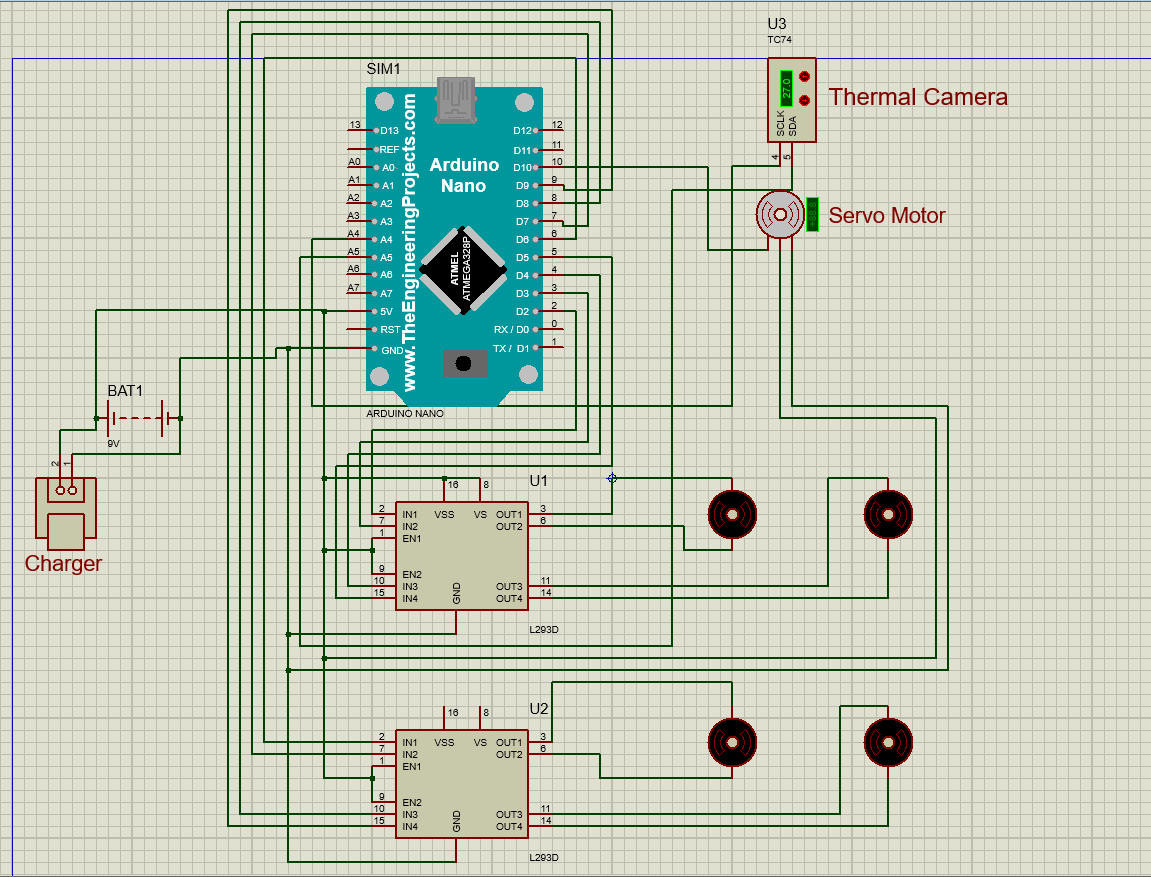 U3
TC74
27.0
SCLK
SDA
4
5
Thermal Camera
Servo Motor
SIM1
www.TheEngineeringProjects.com
Arduino
Nano
ATMEL
ATMEGA328P
13
D13
REF
A0
A0
A1
A1
A2
A2
A3
A3
A4
A4
A5
A5
A6
A6
A7
A7
5V
RST
GND
D12
12
D11
11
D10
10
D9
9
D8
8
D7
7
D6
6
D5
5
D4
4
D3
3
D2
2
RX / D0
0
TX / D1
1
ARDUINO NANO
BAT1
9V
2
1
Charger
U1
16
8
2
IN1
VSS
VS
OUT1
3
7
IN2
OUT2
6
1
EN1
9
EN2
10
IN3
GND
OUT3
11
15
IN4
OUT4
14
L293D
U2
16
8
2
IN1
VSS
VS
OUT1
3
7
IN2
OUT2
6
1
EN1
9
EN2
10
IN3
GND
OUT3
11
15
IN4
OUT4
14
L293D